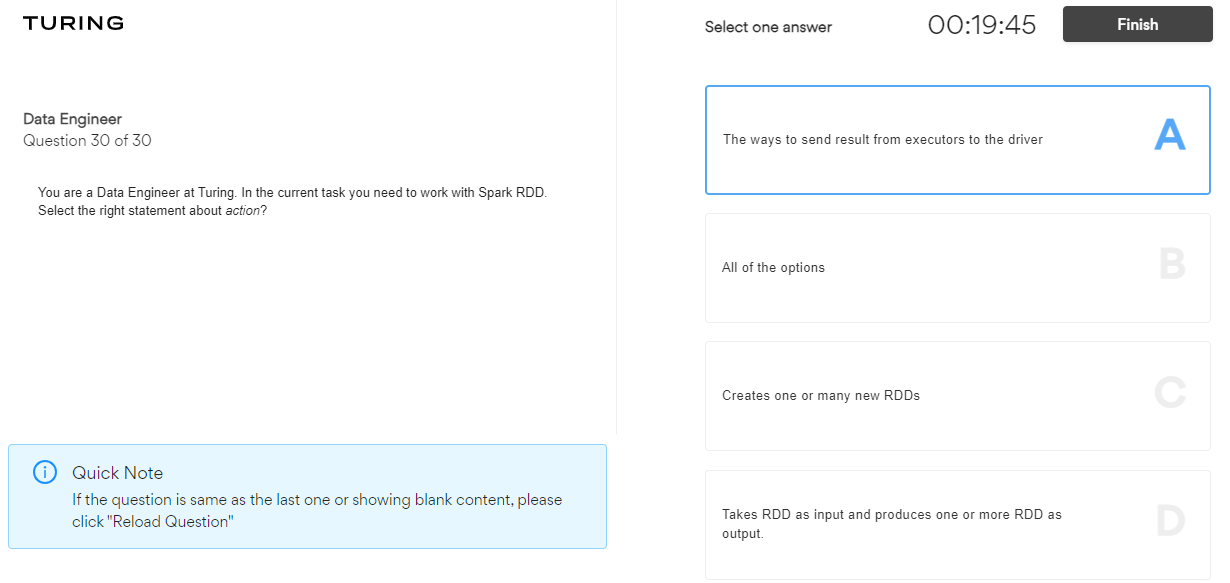 TURING
Data Engineer
Question 30 of 30
You are a Data Engineer at Turing. In the current task you need to work with Spark RDD.
Select the right statement about action?
Quick Note
If the question is same as the last one or showing blank content, please
click "Reload Question"
Select one answer
00:19:45
Finish
The ways to send result from executors to the driver
A
All of the options
B
Creates one or many new RDDs
C
Takes RDD as input and produces one or more RDD as
output.
D